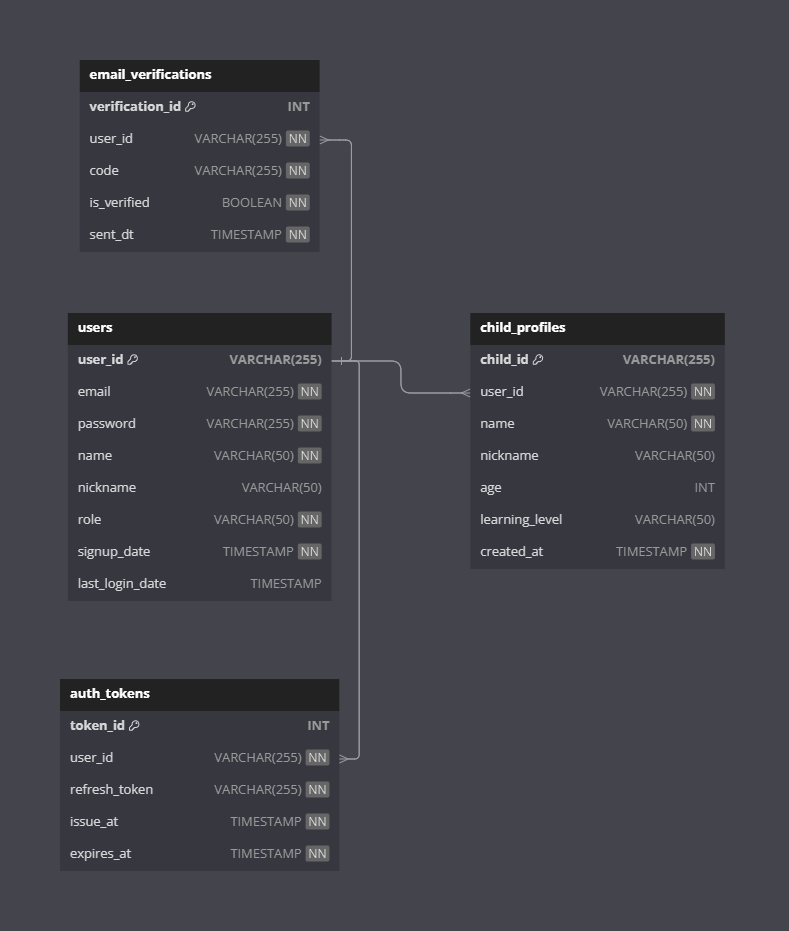 email_verifications
verification_id INT
user_id VARCHAR(255) NN
code VARCHAR(255) NN
is_verified BOOLEAN NN
sent_dt TIMESTAMP NN
users
user_id VARCHAR(255)
email VARCHAR(255) NN
password VARCHAR(255) NN
name VARCHAR(50) NN
nickname VARCHAR(50)
role VARCHAR(50) NN
signup_date TIMESTAMP NN
last_login_date TIMESTAMP
child_profiles
child_id VARCHAR(255)
user_id VARCHAR(255) NN
name VARCHAR(50) NN
nickname VARCHAR(50)
age INT
learning_level VARCHAR(50)
created_at TIMESTAMP NN
auth_tokens
token_id INT
user_id VARCHAR(255) NN
refresh_token VARCHAR(255) NN
issue_at TIMESTAMP NN
expires_at TIMESTAMP NN